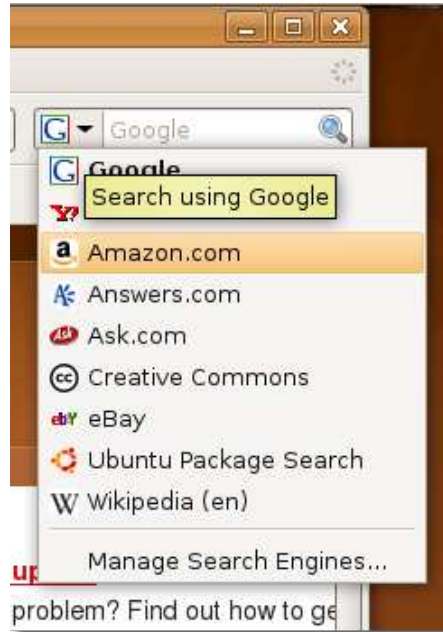 Google
Google
Search using Google
Amazon.com
Answers.com
Ask.com
Creative Commons
eBay
Ubuntu Package Search
Wikipedia (en)
Manage Search Engines...
problem? Find out how to ge